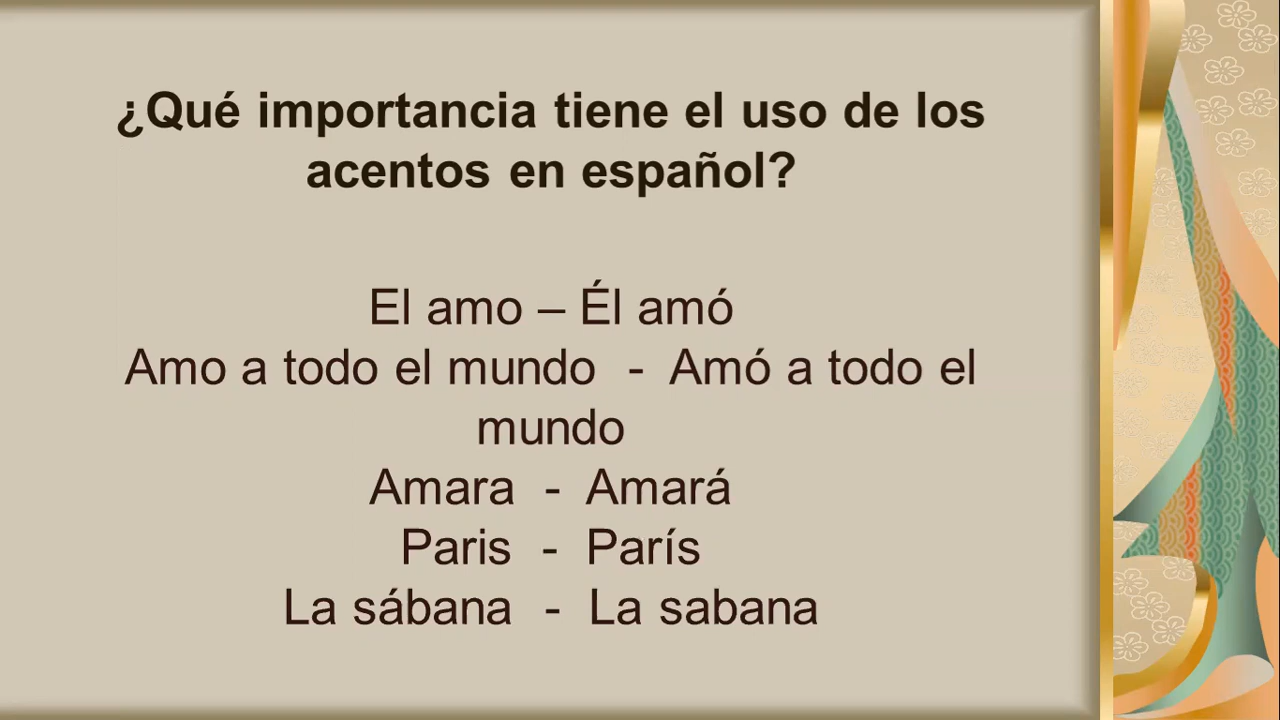 ¿Qué importancia tiene el uso de los
acentos en español?
El amo – Él amó
Amo a todo el mundo - Amó a todo el
mundo
Amara - Amará
Paris - París
La sábana - La sabana